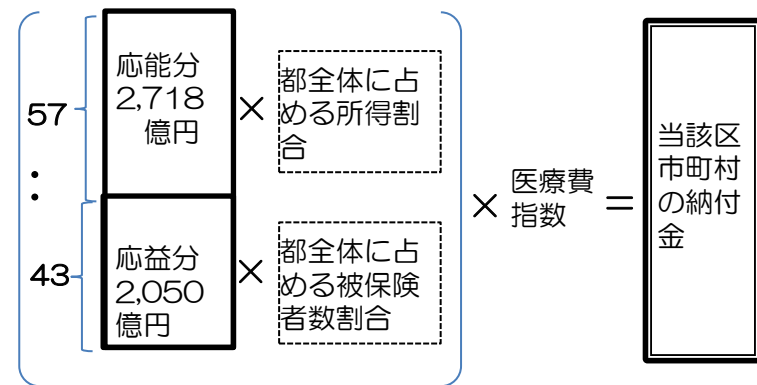 57
：
43
応能分
2,718
億円
×
都全体に占
める所得割
合
応益分
2,050
億円
×
都全体に占
める被保険
者数割合
×
医療費
指数
＝
当該区
市町村
の納付
金